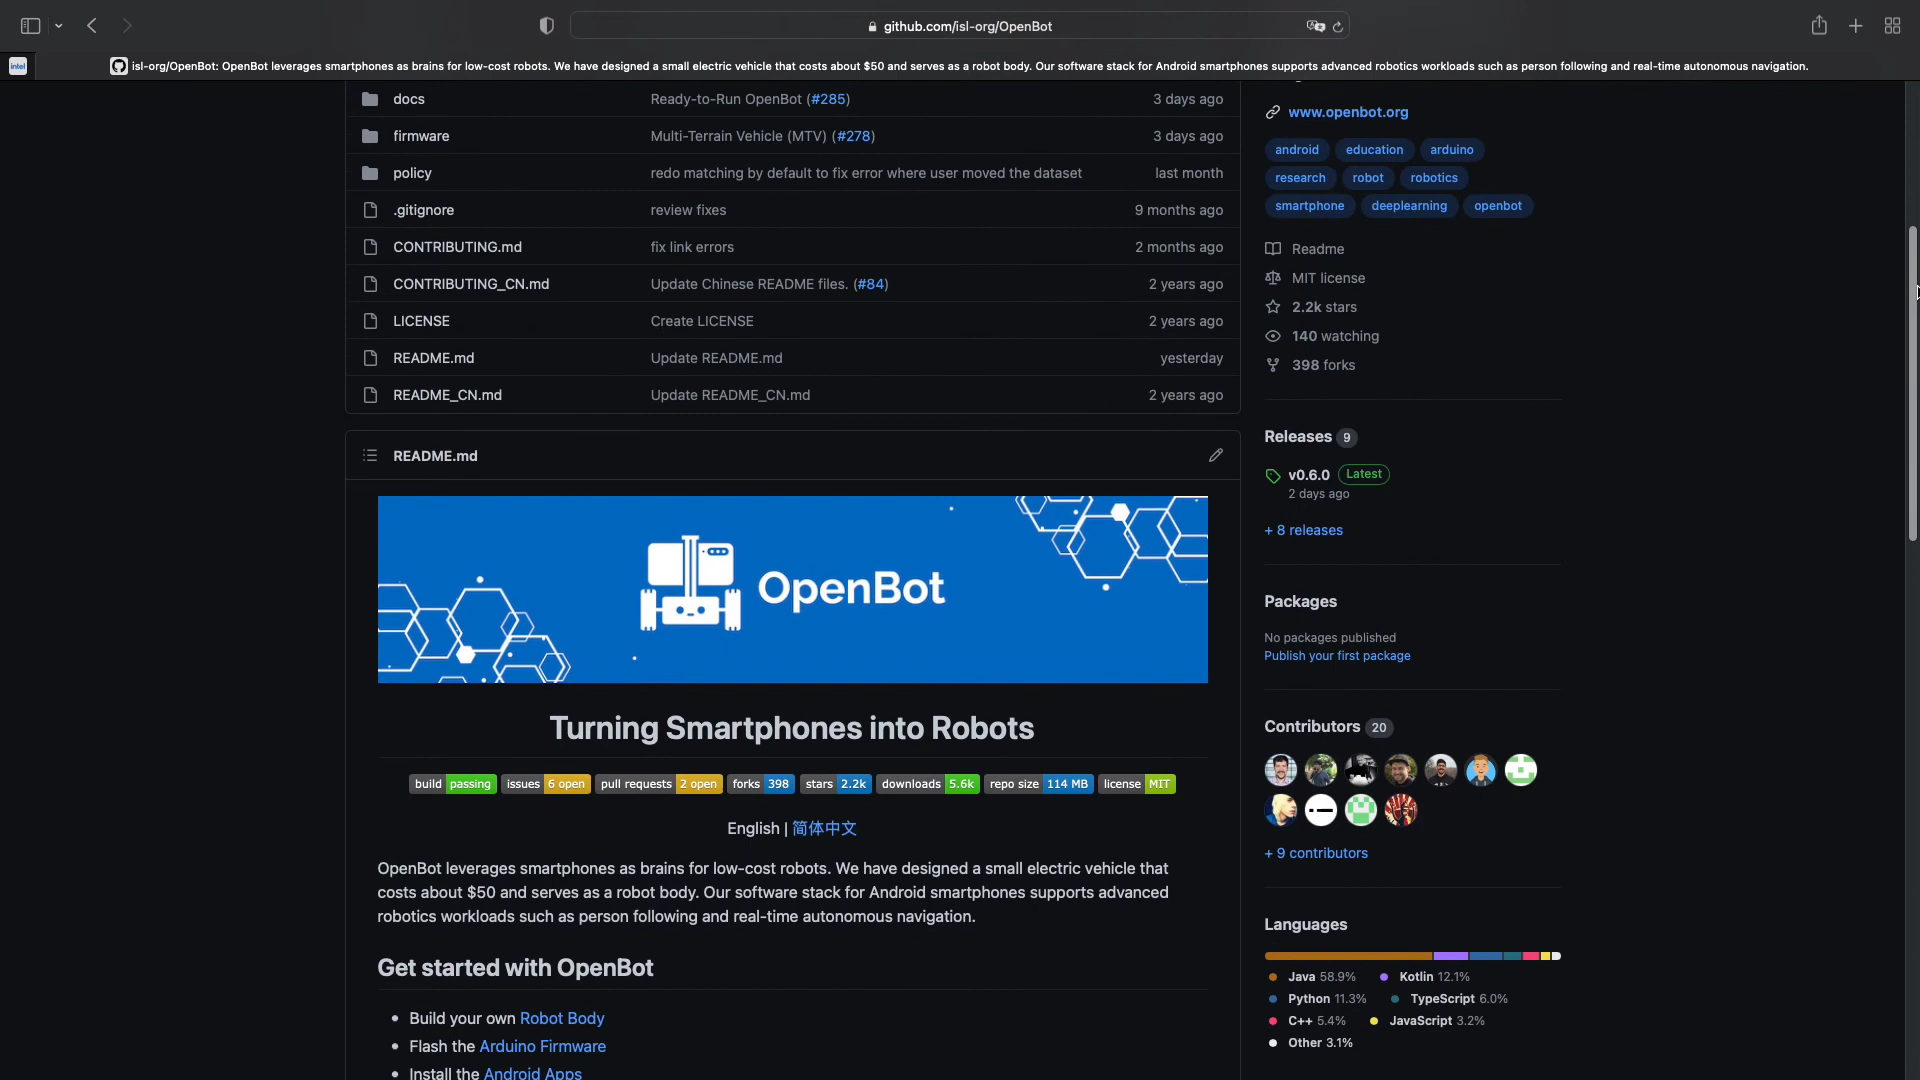 github.com/isl-org/OpenBot
intel
isl-org/OpenBot: OpenBot leverages smartphones as brains for low-cost robots. We have designed a small electric vehicle that costs about $50 and serves as a robot body. Our software stack for Android smartphones supports advanced robotics workloads such as person following and real-time autonomous navigation.
docs Ready-to-Run OpenBot (#285) 3 days ago
firmware Multi-Terrain Vehicle (MTV) (#278) 3 days ago
policy redo matching by default to fix error where user moved the dataset last month
.gitignore review fixes 9 months ago
CONTRIBUTING.md fix link errors 2 months ago
CONTRIBUTING_CN.md Update Chinese README files. (#84) 2 years ago
LICENSE Create LICENSE 2 years ago
README.md Update README.md yesterday
README_CN.md Update README_CN.md 2 years ago
README.md
OpenBot
Turning Smartphones into Robots
build passing issues 6 open pull requests 2 open forks 398 stars 2.2k downloads 5.6k repo size 114 MB license MIT
English | 简体中文
OpenBot leverages smartphones as brains for low-cost robots. We have designed a small electric vehicle that
costs about $50 and serves as a robot body. Our software stack for Android smartphones supports advanced
robotics workloads such as person following and real-time autonomous navigation.
Get started with OpenBot
• Build your own Robot Body
• Flash the Arduino Firmware
• Install the Android Apps
www.openbot.org
android education arduino
research robot robotics
smartphone deeplearning openbot
Readme
MIT license
2.2k stars
140 watching
398 forks
Releases 9
v0.6.0 Latest
2 days ago
+ 8 releases
Packages
No packages published
Publish your first package
Contributors 20
+ 9 contributors
Languages
Java 58.9% Kotlin 12.1%
Python 11.3% TypeScript 6.0%
C++ 5.4% JavaScript 3.2%
Other 3.1%